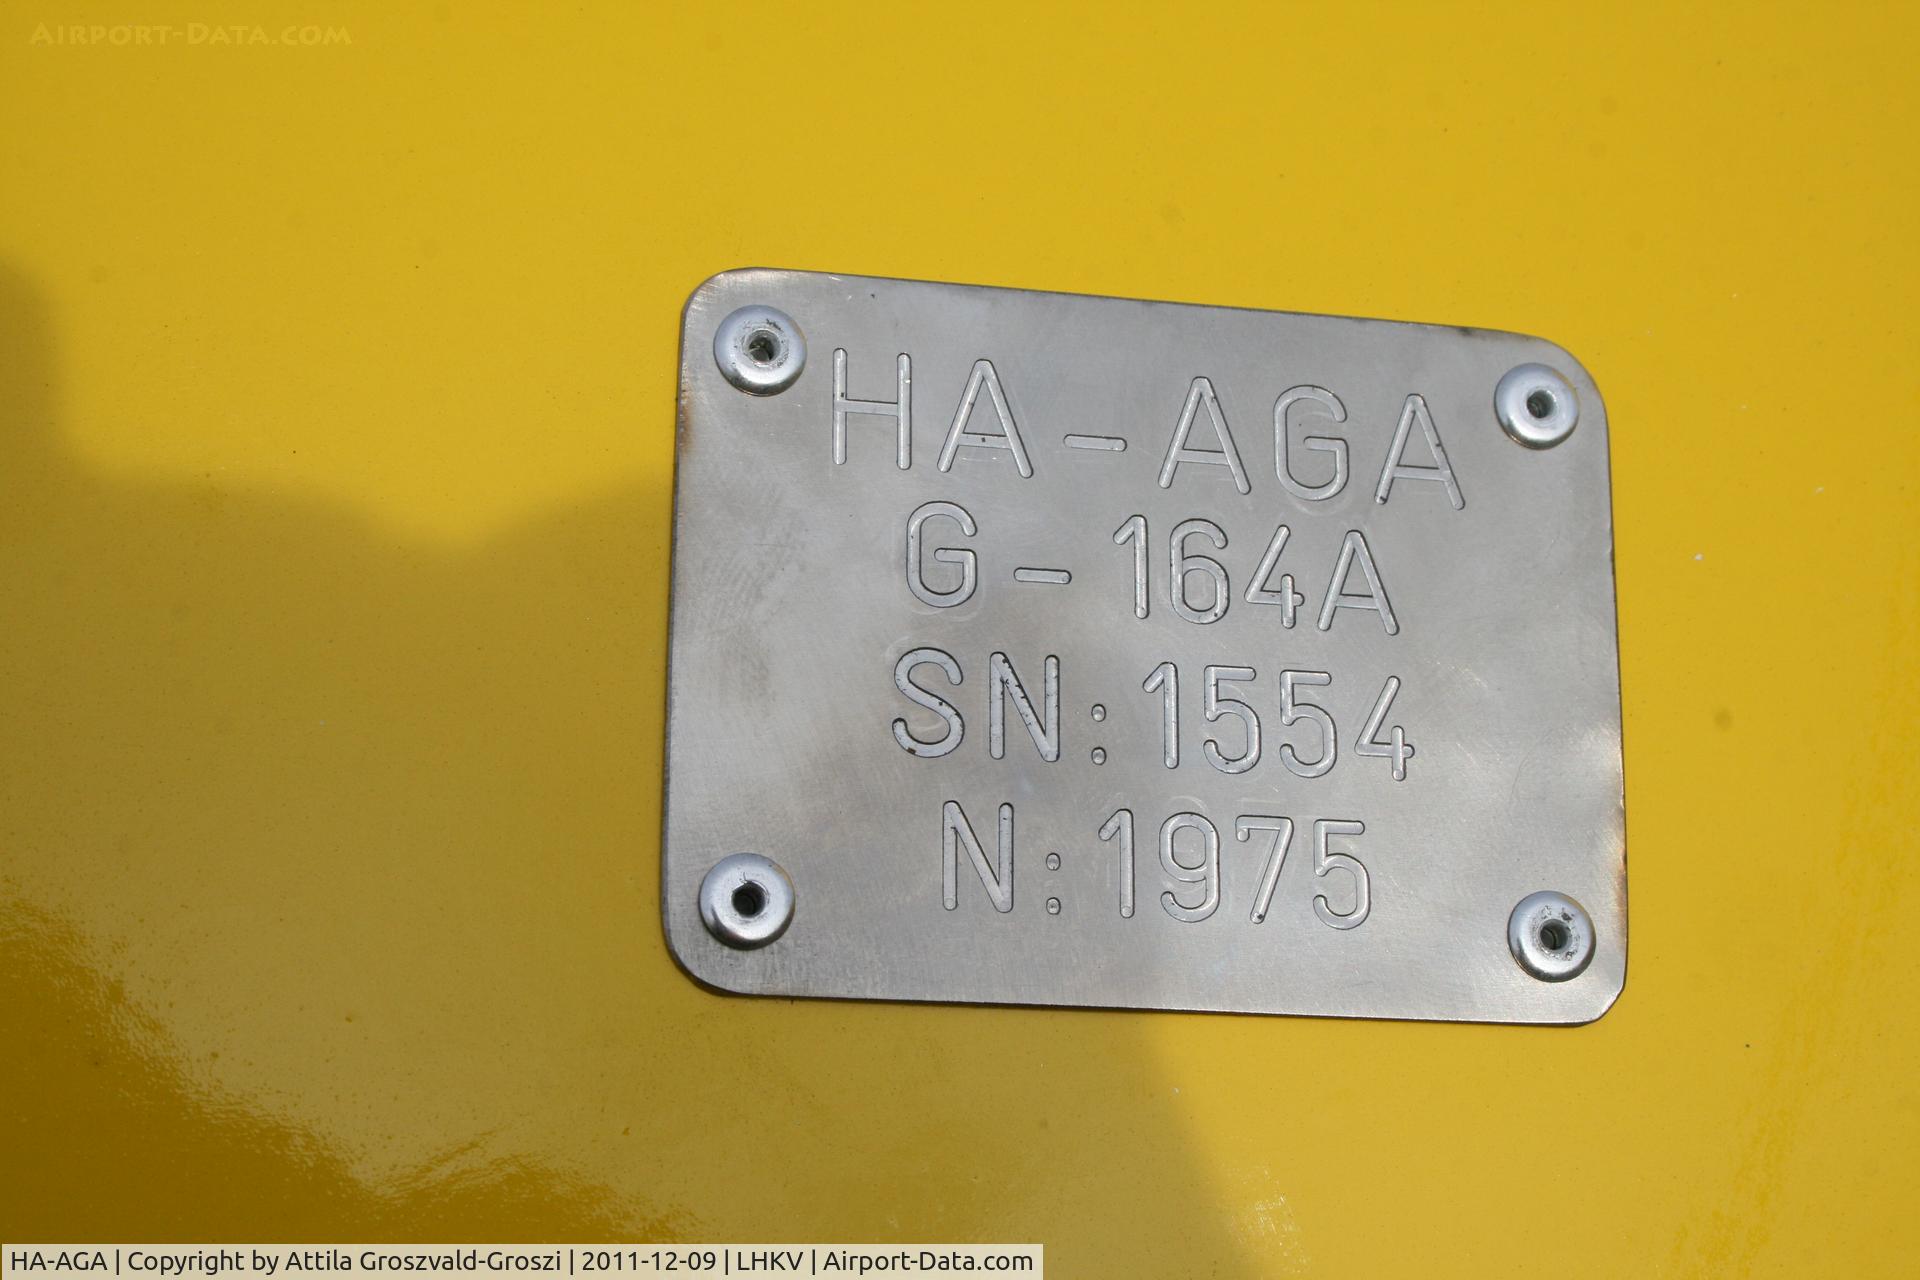 Airport-Data.com
HA-AGA
G-164A
SN:1554
N:1975
HA-AGA | Copyright by Attila Groszvald-Groszi | 2011-12-09 | LHKV | Airport-Data.com